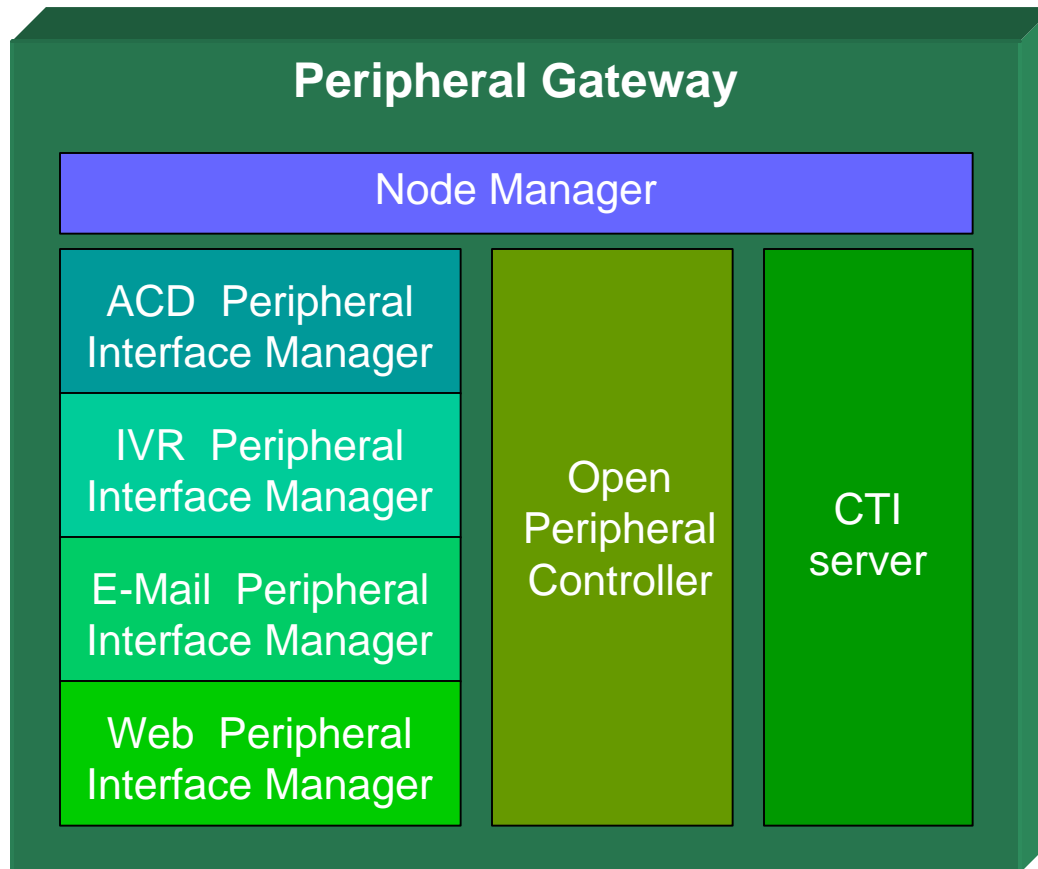 Peripheral Gateway
Node Manager
ACD Peripheral
Interface Manager
IVR Peripheral
Interface Manager
E-Mail Peripheral
Interface Manager
Web Peripheral
Interface Manager
Open
Peripheral
Controller
CTI
server